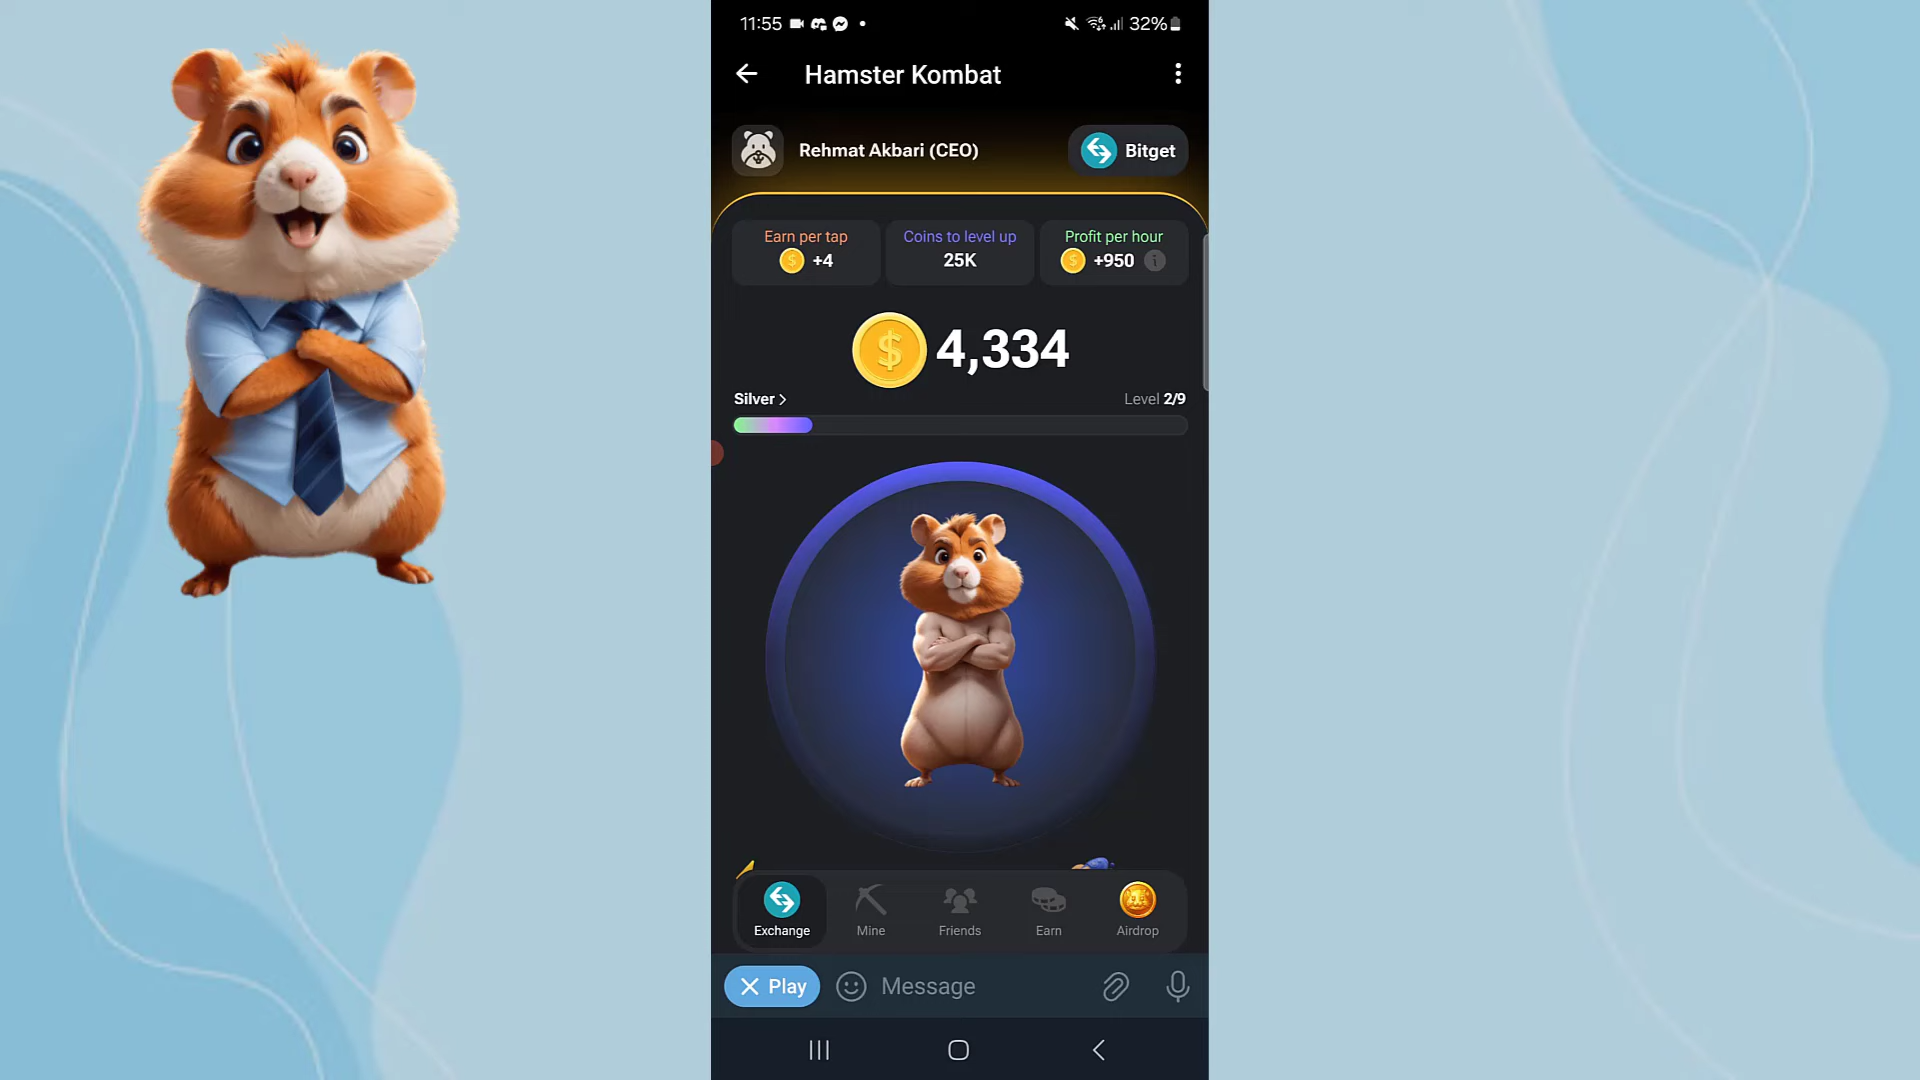 11:55
32%
Hamster Kombat
Rehmat Akbari (CEO)
Bitget
Earn per tap
+4
Coins to level up
25K
Profit per hour
+950
4,334
Silver >
Level 2/9
Exchange
Mine
Friends
Earn
Airdrop
Play
Message